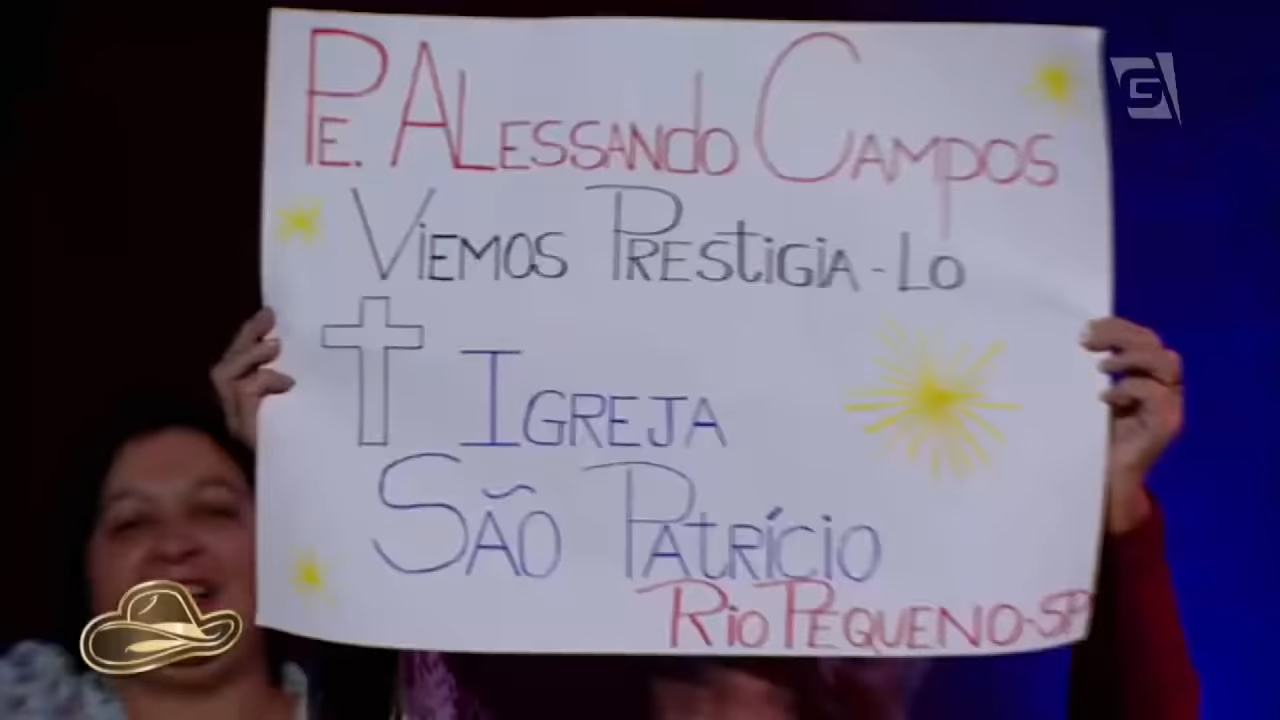 PE. ALESSANDO CAMPOS
VIEMOS PRESTIGIA-LO
IGREJA
SÃO PATRÍCIO
RIO PEQUENO-SP